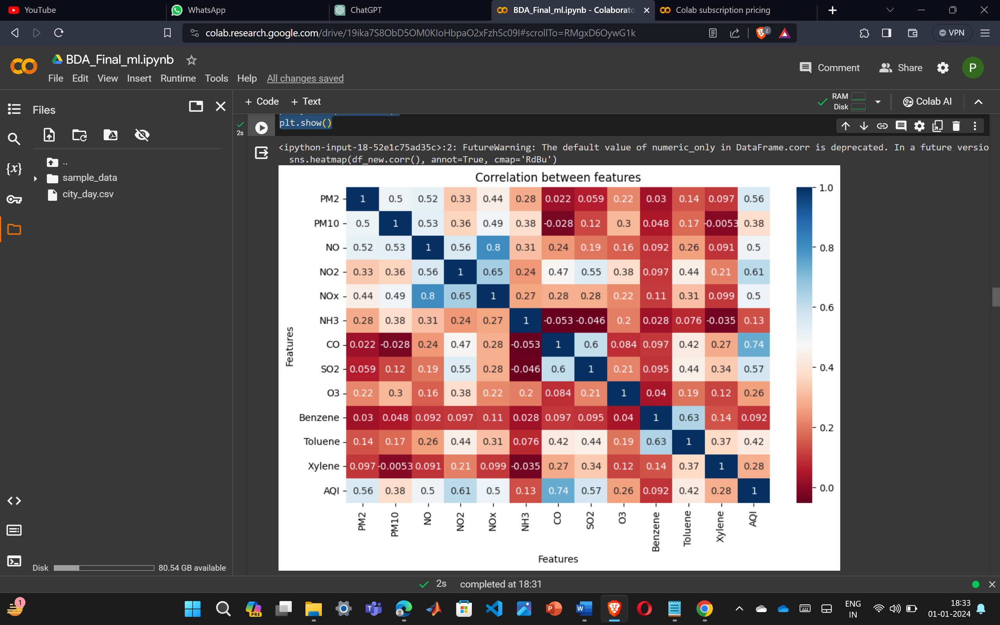 YouTube
WhatsApp
ChatGPT
BDA_Final_ml.ipynb - Colaborato
Colab subscription pricing
colab.research.google.com/drive/19ika7S8ObD5OM0KIoHbpaO2xFzhSc09I#scrollTo=RMgxD6OywG1k
2
VPN
BDA_Final_ml.ipynb
File Edit View Insert Runtime Tools Help All changes saved
Comment
Share
P
Files
+ Code + Text
RAM
Disk
Colab AI
..
sample_data
city_day.csv
{x}
Disk 80.54 GB available
2s
plt.show()
<ipython-input-18-52e1c75ad35c>:2: FutureWarning: The default value of numeric_only in DataFrame.corr is deprecated. In a future versio
sns.heatmap(df_new.corr(), annot=True, cmap='RdBu')
Correlation between features
PM2 1 0.5 0.52 0.33 0.44 0.28 0.022 0.059 0.22 0.03 0.14 0.097 0.56
PM10 0.5 1 0.53 0.36 0.49 0.38 -0.028 0.12 0.3 0.048 0.17 -0.0053 0.38
NO 0.52 0.53 1 0.56 0.8 0.31 0.24 0.19 0.16 0.092 0.26 0.091 0.5
NO2 0.33 0.36 0.56 1 0.65 0.24 0.47 0.55 0.38 0.097 0.44 0.21 0.61
NOx 0.44 0.49 0.8 0.65 1 0.27 0.28 0.28 0.22 0.11 0.31 0.099 0.5
NH3 0.28 0.38 0.31 0.24 0.27 1 -0.053 -0.046 0.2 0.028 0.076 -0.035 0.13
CO 0.022 -0.028 0.24 0.47 0.28 -0.053 1 0.6 0.084 0.097 0.42 0.27 0.74
SO2 0.059 0.12 0.19 0.55 0.28 -0.046 0.6 1 0.21 0.095 0.44 0.34 0.57
O3 0.22 0.3 0.16 0.38 0.22 0.2 0.084 0.21 1 0.04 0.19 0.12 0.26
Benzene 0.03 0.048 0.092 0.097 0.11 0.028 0.097 0.095 0.04 1 0.63 0.14 0.092
Toluene 0.14 0.17 0.26 0.44 0.31 0.076 0.42 0.44 0.19 0.63 1 0.37 0.42
Xylene 0.097 -0.0053 0.091 0.21 0.099 -0.035 0.27 0.34 0.12 0.14 0.37 1 0.28
AQI 0.56 0.38 0.5 0.61 0.5 0.13 0.74 0.57 0.26 0.092 0.42 0.28 1
Features
PM2 PM10 NO NO2 NOx NH3 CO SO2 O3 Benzene Toluene Xylene AQI
Features
1.0
0.8
0.6
0.4
0.2
0.0
2s completed at 18:31
1
PRE
ENG
IN
18:33
01-01-2024